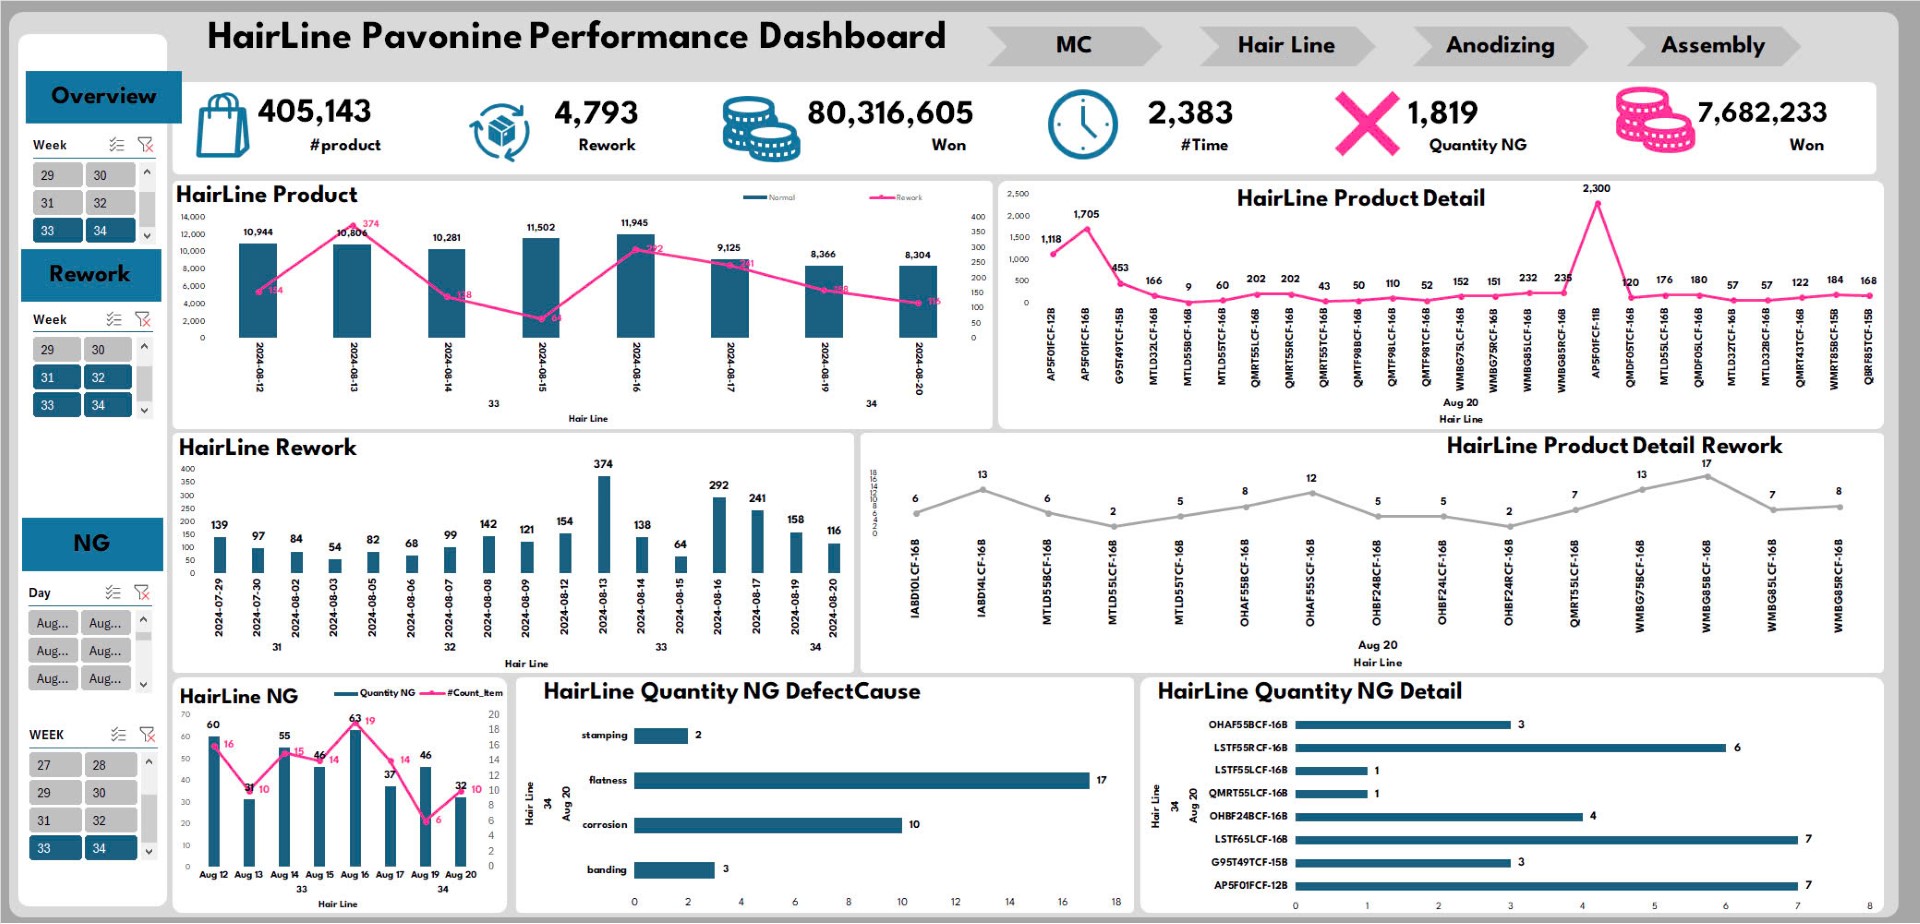 HairLine Pavonine Performance Dashboard
MC
Hair Line
Anodizing
Assembly
Overview
405,143
#product
4,793
Rework
80,316,605
Won
2,383
#Time
1,819
Quantity NG
7,682,233
Won
Week
29 30
31 32
33 34
Rework
Week
29 30
31 32
33 34
NG
Day
Aug... Aug...
Aug... Aug...
Aug... Aug...
WEEK
27 28
29 30
31 32
33 34
HairLine Product
Normal
Rework
14,000
12,000
10,000
8,000
6,000
4,000
2,000
0
400
350
300
250
200
150
100
50
0
10,944
10,806
10,281
11,502
11,945
9,125
8,366
8,304
374
138
64
292
241
116
2024-08-12
2024-08-13
2024-08-14
2024-08-15
2024-08-16
2024-08-17
2024-08-19
2024-08-20
33
34
Hair Line
HairLine Product Detail
2,500
2,000
1,500
1,000
500
0
1,118
1,705
453
166
9
60
202
202
43
50
110
52
152
151
232
235
2,300
120
176
180
57
57
122
184
168
AP5F01FCF-12B
AP5F01FCF-16B
G95T49TCF-15B
MTLD32LCF-16B
MTLD55BCF-16B
MTLD55TCF-16B
QMRT55LCF-16B
QMRT55RCF-16B
QMRT55TCF-16B
QMTF98BCF-16B
QMTF98LCF-16B
QMTF98TCF-16B
WMBG75LCF-16B
WMBG75RCF-16B
WMBG85LCF-16B
WMBG85RCF-16B
AP5F01FCF-11B
QMDF05TCF-16B
MTLD55LCF-16B
QMDF05LCF-16B
MTLD32TCF-16B
MTLD32BCF-16B
QMRT43TCF-16B
WMRT85BCF-15B
QBRF85TCF-15B
Aug 20
Hair Line
HairLine Rework
400
350
300
250
200
150
100
50
0
139
97
84
54
82
68
99
142
121
154
374
138
64
292
241
158
116
2024-07-29
2024-07-30
2024-08-02
2024-08-03
2024-08-05
2024-08-06
2024-08-07
2024-08-08
2024-08-09
2024-08-12
2024-08-13
2024-08-14
2024-08-15
2024-08-16
2024-08-17
2024-08-19
2024-08-20
31
32
33
34
Hair Line
HairLine Product Detail Rework
18
16
14
12
10
8
6
4
2
0
6
13
6
2
5
8
12
5
5
2
7
13
17
7
8
IABD10LCF-16B
IABD14LCF-16B
MTLD55BCF-16B
MTLD55LCF-16B
MTLD55TCF-16B
OHAF55BCF-16B
OHAF55SCF-16B
OHBF24BCF-16B
OHBF24LCF-16B
OHBF24RCF-16B
QMRT55LCF-16B
WMBG75BCF-16B
WMBG85BCF-16B
WMBG85LCF-16B
WMBG85RCF-16B
Aug 20
Hair Line
HairLine NG
Quantity NG
#Count_Item
70
60
50
40
30
20
10
0
20
18
16
14
12
10
8
6
4
2
0
60
31
55
46
63
37
46
32
16
10
15
14
19
14
6
10
Aug 12
Aug 13
Aug 14
Aug 15
Aug 16
Aug 17
Aug 19
Aug 20
33
34
Hair Line
HairLine Quantity NG DefectCause
stamping 2
flatness 17
corrosion 10
banding 3
0 2 4 6 8 10 12 14 16 18
Hair Line
34
Aug 20
HairLine Quantity NG Detail
OHAF55BCF-16B 3
LSTF55RCF-16B 6
LSTF55LCF-16B 1
QMRT55LCF-16B 1
OHBF24BCF-16B 4
LSTF65LCF-16B 7
G95T49TCF-15B 3
AP5F01FCF-12B 7
0 1 2 3 4 5 6 7 8
Hair Line
34
Aug 20